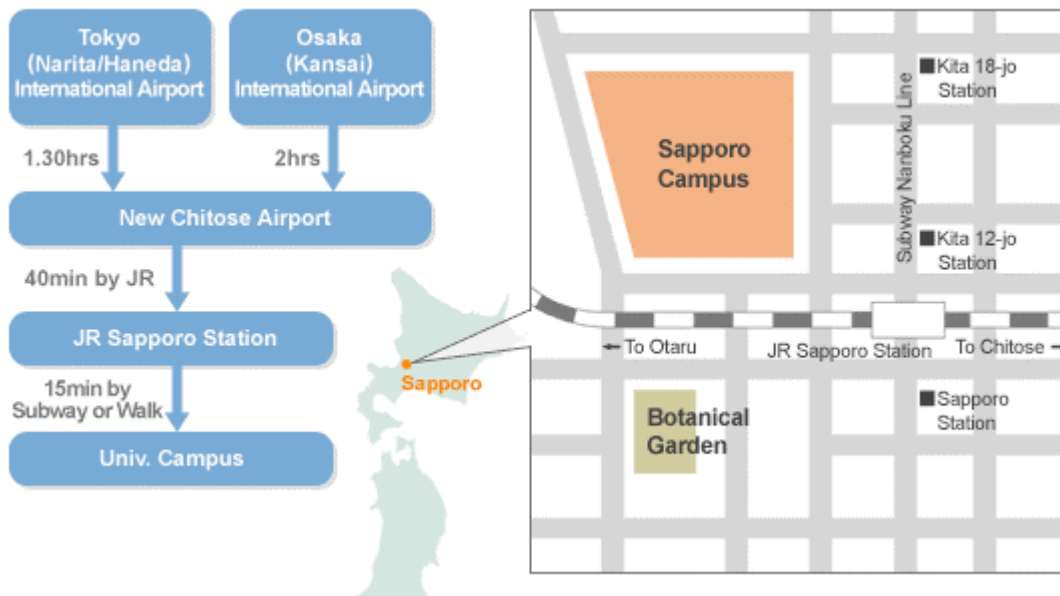 Tokyo
(Narita/Haneda)
International Airport
Osaka
(Kansai)
International Airport
1.30hrs
2hrs
New Chitose Airport
40min by JR
JR Sapporo Station
15min by
Subway or Walk
Univ. Campus
Sapporo
Sapporo
Campus
Subway Nanboku Line
Kita 18-jo
Station
Kita 12-jo
Station
←To Otaru
JR Sapporo Station
To Chitose ←
Botanical
Garden
Sapporo
Station